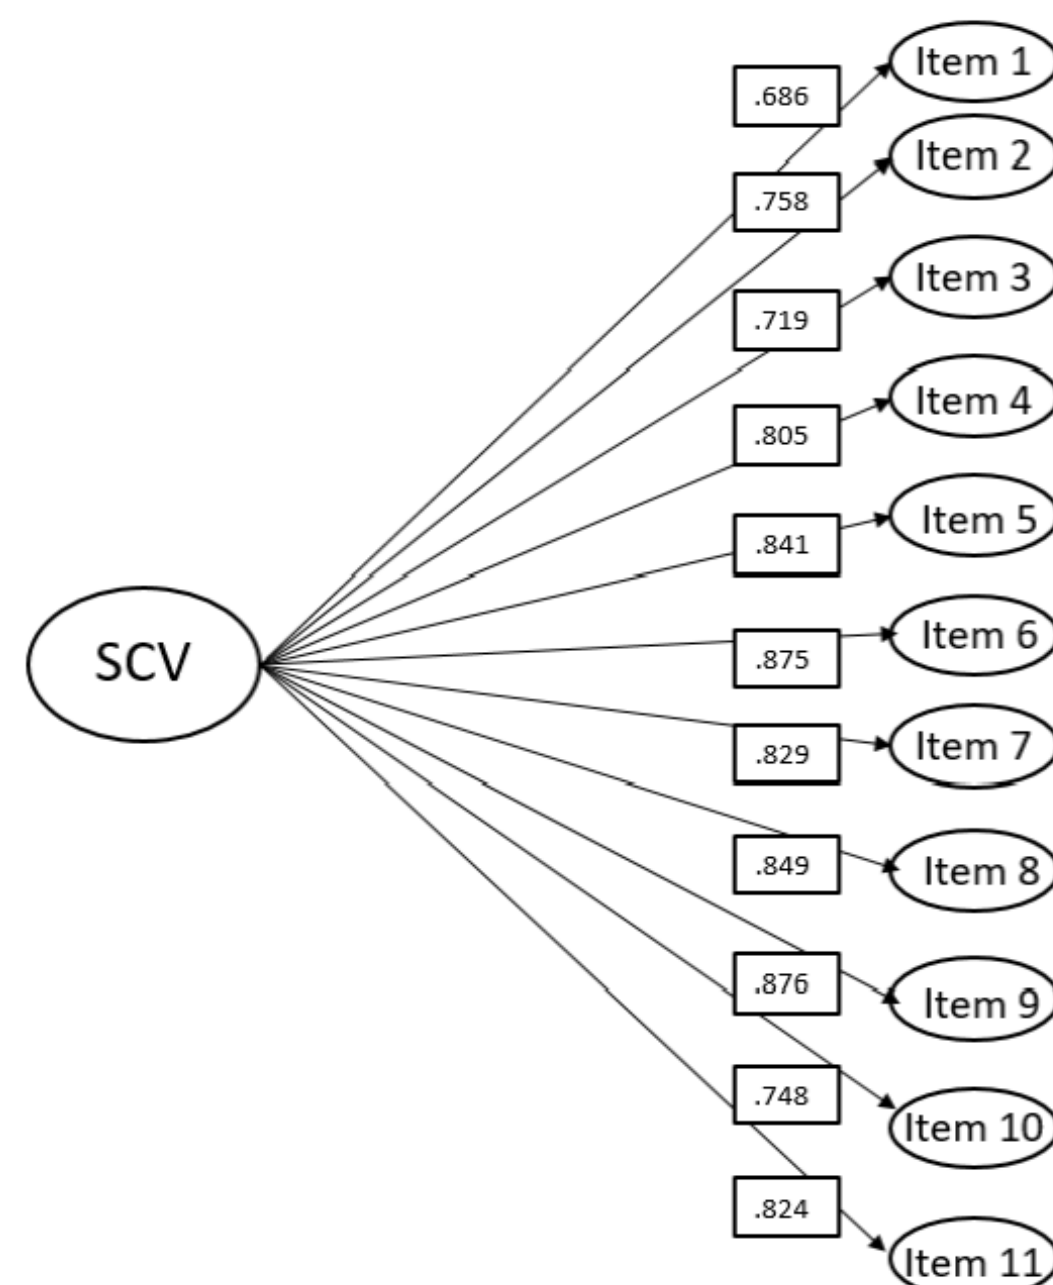 .686
Item 1
.758
Item 2
.719
Item 3
.805
Item 4
.841
Item 5
SCV
.875
Item 6
.829
Item 7
.849
Item 8
.876
Item 9
.748
Item 10
.824
Item 11